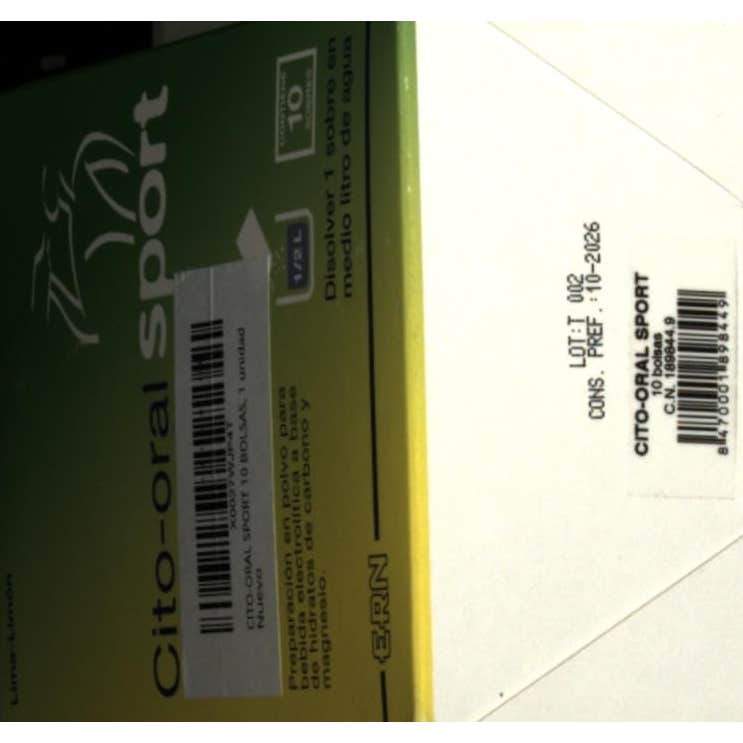 Lima-Limón
Cito-oral sport
X0027WJP4T
CITO-ORAL SPORT 10 BOLSAS, 1 unidad
Nuevo
CONTIENE
10
SOBRES
1/2 L
Disolver 1 sobre en
medio litro de agua
Preparación en polvo para
bebida electrolítica a base
de hidratos de carbono y
magnesio.
ERN
LOT:T 002
CONS. PREF.:10-2026
CITO-ORAL SPORT
10 bolsas
C.N. 189844.9
8470001898449